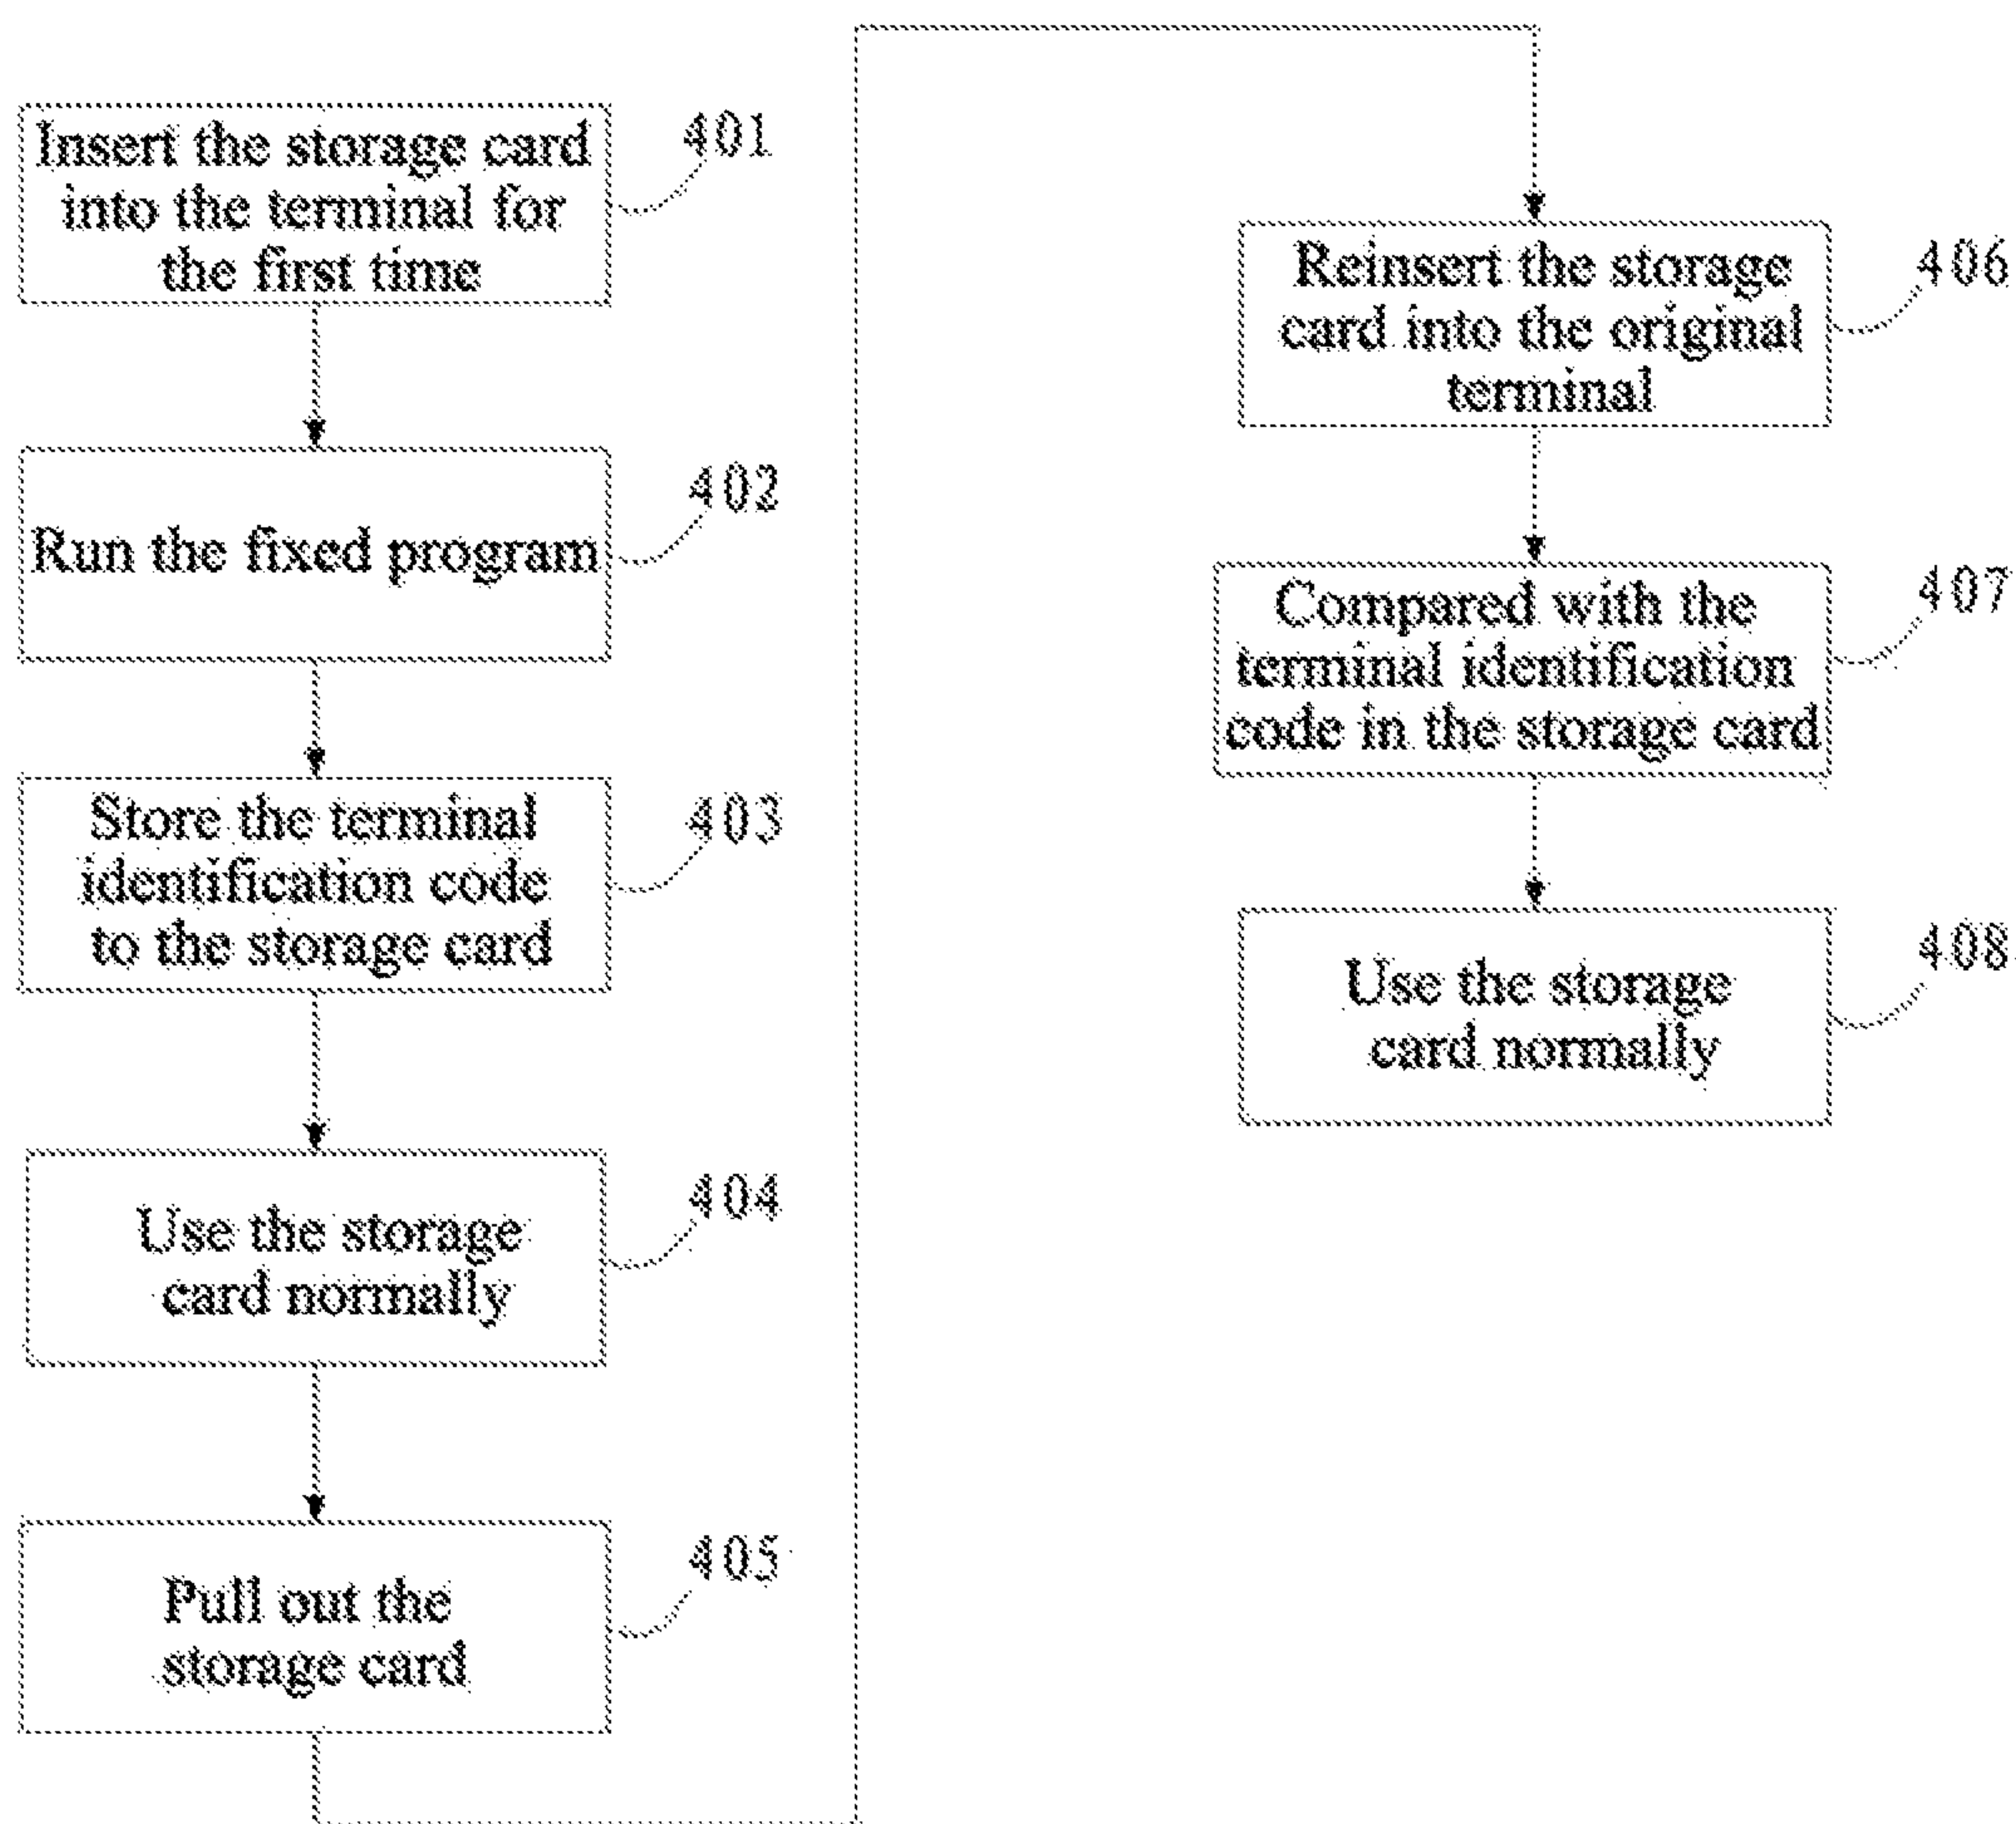 Insert the storage card
into the terminal for
the first time
401
Run the fixed program
402
Store the terminal
identification code
to the storage card
403
Use the storage
card normally
404
Pull out the
storage card
405
Reinsert the storage
card into the original
terminal
406
Compared with the
terminal identification
code in the storage card
407
Use the storage
card normally
408